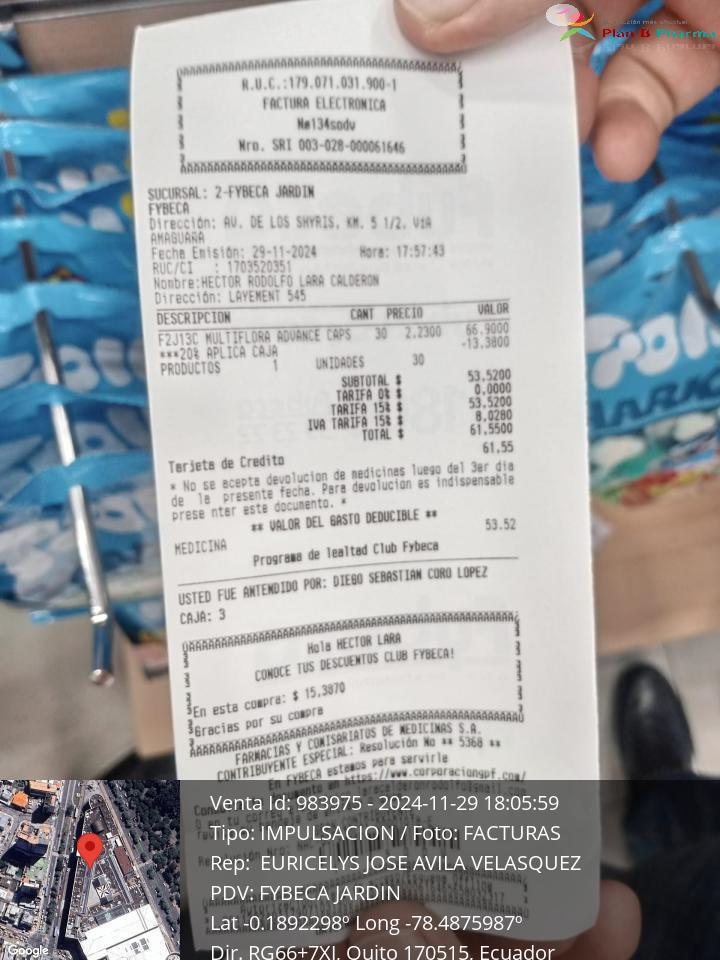 Plan B Pharma
R.U.C.:179.071.031.900-1
FACTURA ELECTRONICA
Nro. SRI 003-028-000061646
SUCURSAL: 2-FYBECA JARDIN
FYBECA
Dirección: AV. DE LOS SHYRIS, KM. 5 1/2, VIA
AMAGUAÑA
Fecha Emisión: 29-11-2024 Hora: 17:57:43
RUC/CI : 1703520351
Nombre:HECTOR RODOLFO LARA CALDERON
Dirección: LAYEMENT 545
DESCRIPCION CANT PRECIO VALOR
F2J13C MULTIFLORA ADVANCE CAPS 30 2.2300 66.9000
***20% APLICA CAJA -13.3800
PRODUCTOS 1 UNIDADES 30
SUBTOTAL $ 53.5200
TARIFA 0% $ 0.0000
TARIFA 15% $ 53.5200
IVA TARIFA 15% $ 8.0280
TOTAL $ 61.5500
Tarjeta de Credito 61.55
* No se acepta devolucion de medicinas luego del 3er dia
de la presente fecha. Para devolucion es indispensable
prese ntar este documento. *
** VALOR DEL GASTO DEDUCIBLE **
MEDICINA 53.52
Programa de lealtad Club Fybeca
USTED FUE ANTENDIDO POR: DIEGO SEBASTIAN CORO LOPEZ
CAJA: 3
Hola HECTOR LARA
CONOCE TUS DESCUENTOS CLUB FYBECA!
En esta compra: $ 15.3870
Gracias por su compra
FARMACIAS Y COMISARIATOS DE MEDICINAS S.A.
CONTRIBUYENTE ESPECIAL: Resolución No ** 5368 **
En FYBECA estamos para servirle
en https://www.corporaciongpf.com/
Venta Id: 983975 - 2024-11-29 18:05:59
Tipo: IMPULSACION / Foto: FACTURAS
Rep: EURICELYS JOSE AVILA VELASQUEZ
PDV: FYBECA JARDIN
Lat -0.1892298º Long -78.4875987º
Dir. RG66+7XJ, Quito 170515, Ecuador
Google